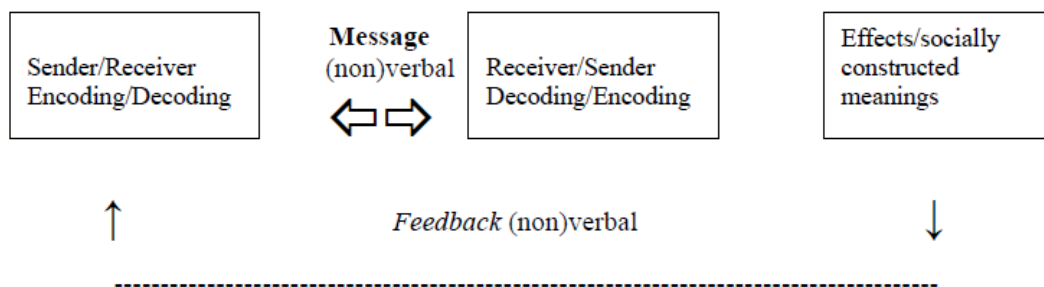 Sender/Receiver
Encoding/Decoding
Message
(non)verbal
Receiver/Sender
Decoding/Encoding
Effects/socially
constructed
meanings
Feedback (non)verbal